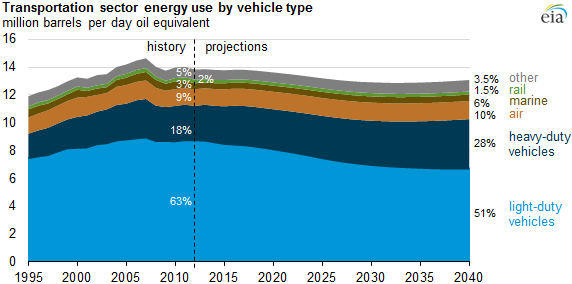 Transportation sector energy use by vehicle type
million barrels per day oil equivalent
eia
16
14
12
10
8
6
4
2
0
history projections
5% 2%
3%
9%
18%
63%
3.5% other
1.5% rail
6% marine
10% air
28% heavy-duty
vehicles
51% light-duty
vehicles
1995 2000 2005 2010 2015 2020 2025 2030 2035 2040